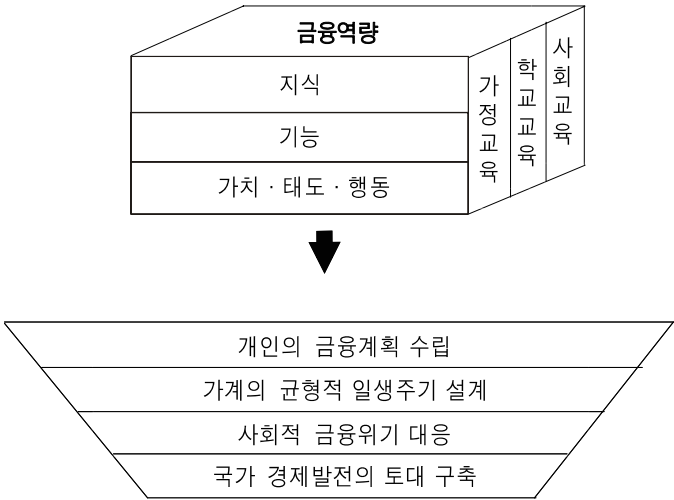 금융역량
지식
기능
가치 · 태도 · 행동
가정교육
학교교육
사회교육
개인의 금융계획 수립
가계의 균형적 일생주기 설계
사회적 금융위기 대응
국가 경제발전의 토대 구축